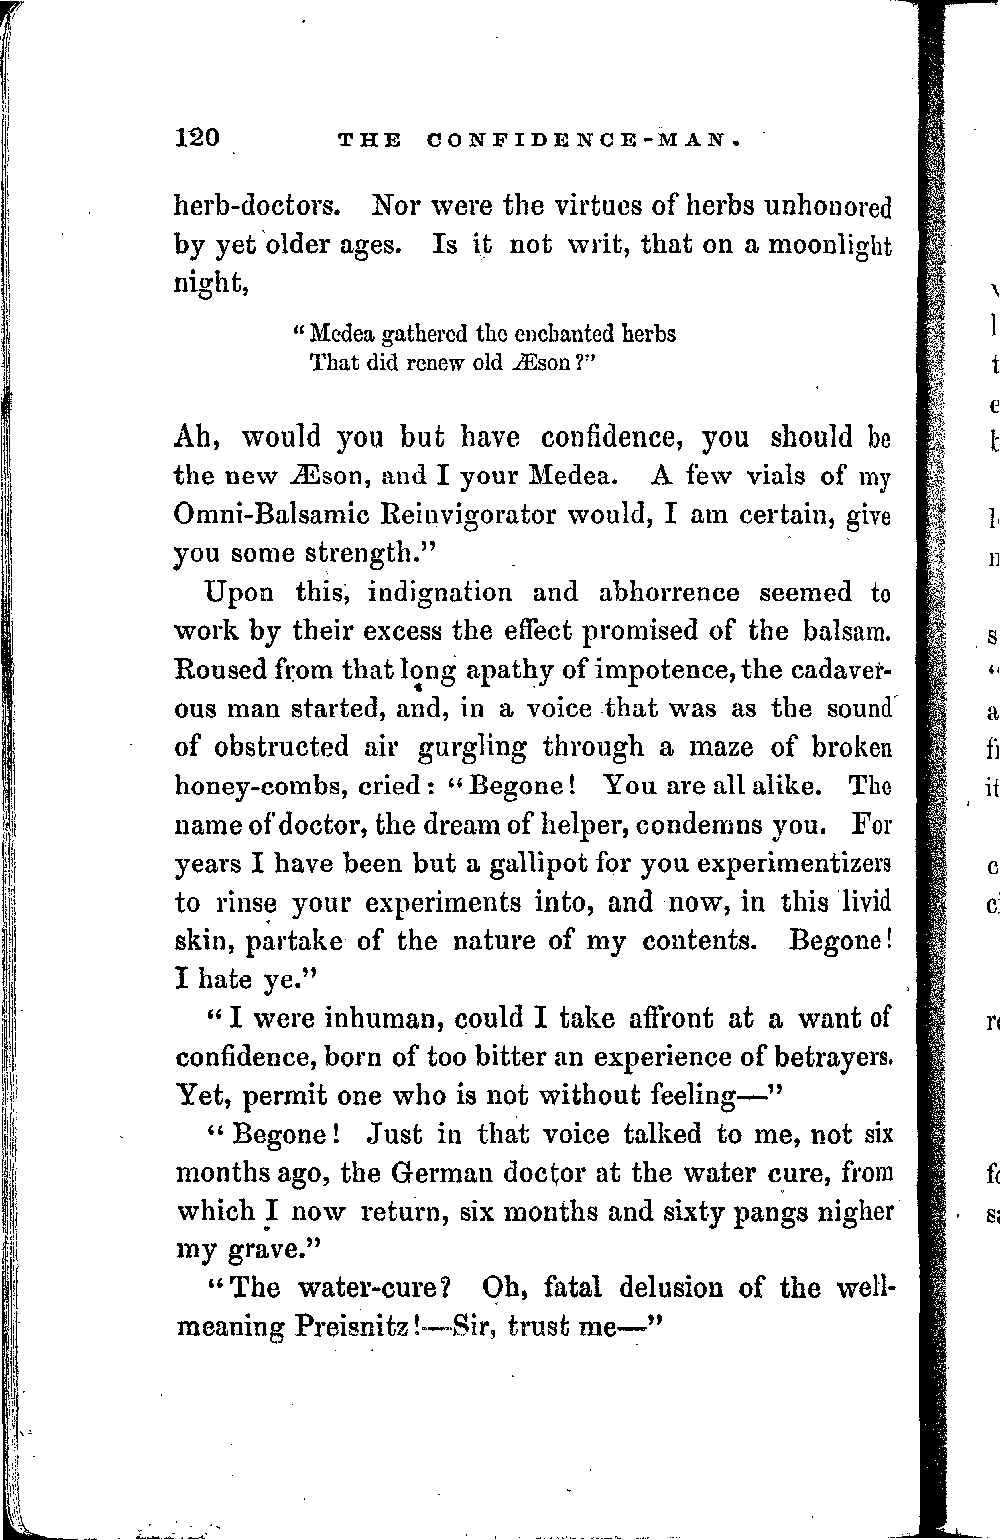 120 THE CONFIDENCE-MAN.
herb-doctors. Nor were the virtues of herbs unhonored
by yet older ages. Is it not writ, that on a moonlight
night,
“Medea gathered the enchanted herbs
That did renew old Æson?”
Ah, would you but have confidence, you should be
the new Æson, and I your Medea. A few vials of my
Omni-Balsamic Reinvigorator would, I am certain, give
you some strength.”
Upon this, indignation and abhorrence seemed to
work by their excess the effect promised of the balsam.
Roused from that long apathy of impotence, the cadaver-
ous man started, and, in a voice that was as the sound
of obstructed air gurgling through a maze of broken
honey-combs, cried: “Begone! You are all alike. The
name of doctor, the dream of helper, condemns you. For
years I have been but a gallipot for you experimentizers
to rinse your experiments into, and now, in this livid
skin, partake of the nature of my contents. Begone!
I hate ye.”
“I were inhuman, could I take affront at a want of
confidence, born of too bitter an experience of betrayers.
Yet, permit one who is not without feeling—”
“Begone! Just in that voice talked to me, not six
months ago, the German doctor at the water cure, from
which I now return, six months and sixty pangs nigher
my grave.”
“The water-cure? Oh, fatal delusion of the well-
meaning Preisnitz!—Sir, trust me—”